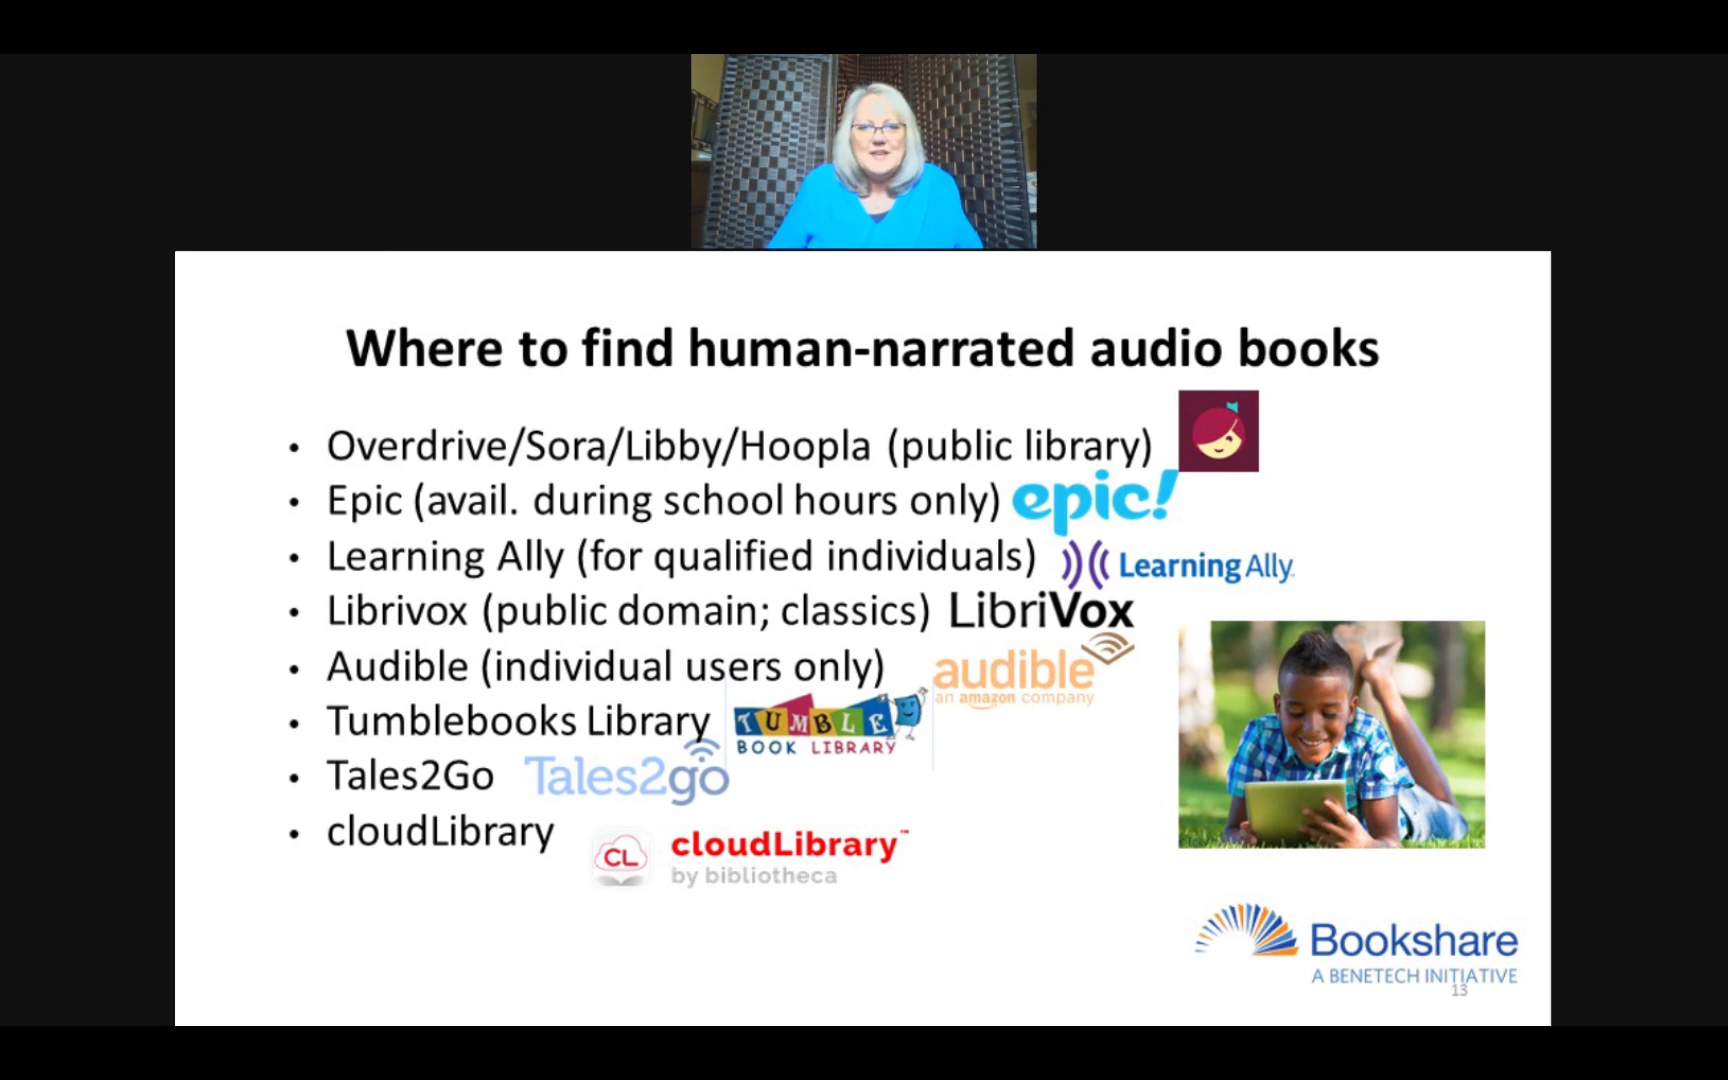 Where to find human-narrated audio books
• Overdrive/Sora/Libby/Hoopla (public library)
• Epic (avail. during school hours only) epic!
• Learning Ally (for qualified individuals) Learning Ally
• Librivox (public domain; classics) LibriVox
• Audible (individual users only) audible
an amazon company
• Tumblebooks Library TUMBLE
BOOK LIBRARY
• Tales2Go Tales2go
• cloudLibrary CL cloudLibrary™
by bibliotheca
Bookshare
A BENETECH INITIATIVE
13